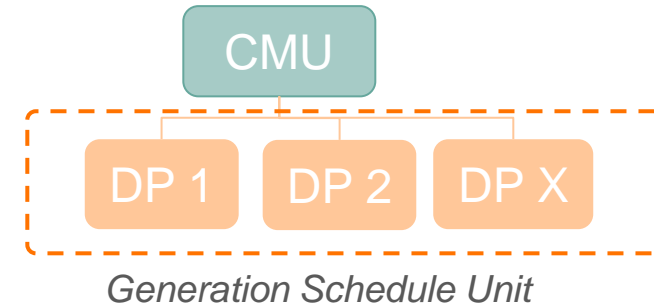 CMU
DP 1 DP 2 DP X
Generation Schedule Unit